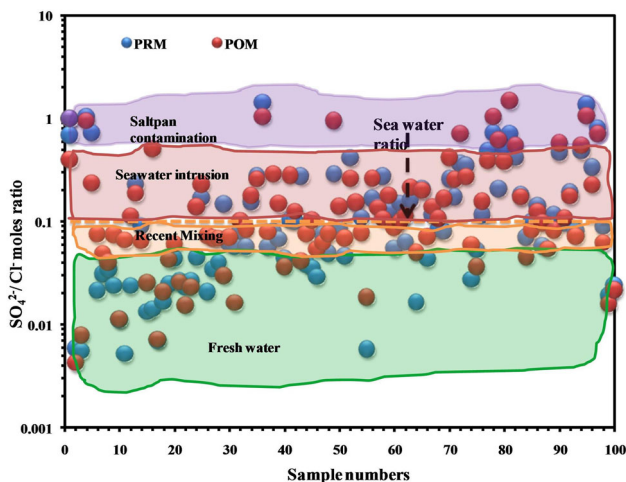 1
PRM POM
1
Saltpan
contamination
Sea water
ratio
Seawater intrusion
0.1
Recent Mixing
0.01
Fresh water
0.001
0 10 20 30 40 50 60 70 80 90 100
Sample numbers
SO₄²⁻/ Cl⁻ moles ratio